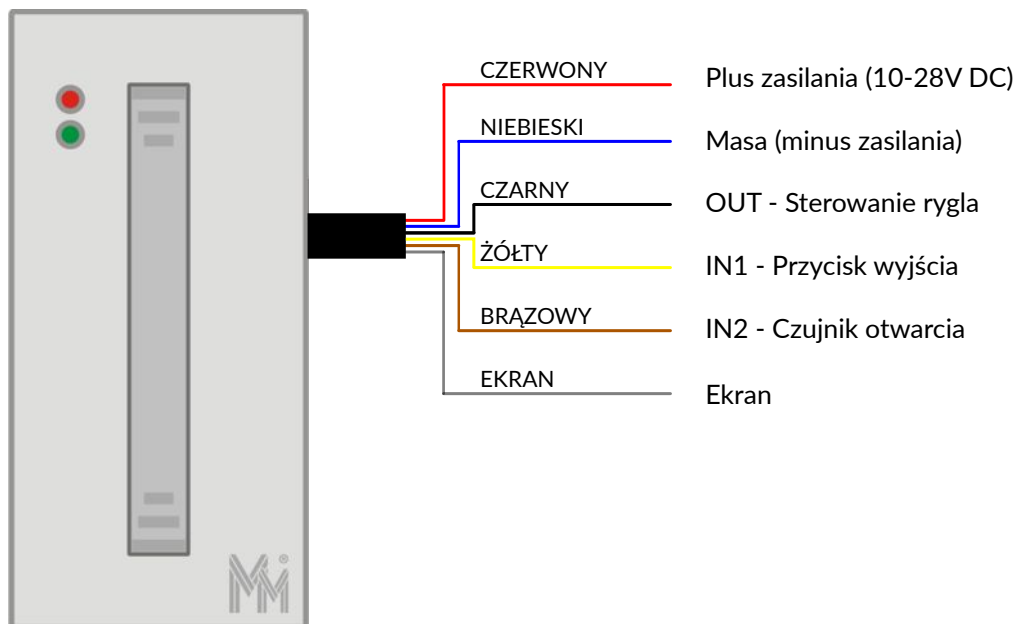 CZERWONY Plus zasilania (10-28V DC)
NIEBIESKI Masa (minus zasilania)
CZARNY OUT - Sterowanie rygla
ŻÓŁTY IN1 - Przycisk wyjścia
BRĄZOWY IN2 - Czujnik otwarcia
EKRAN Ekran
MM®